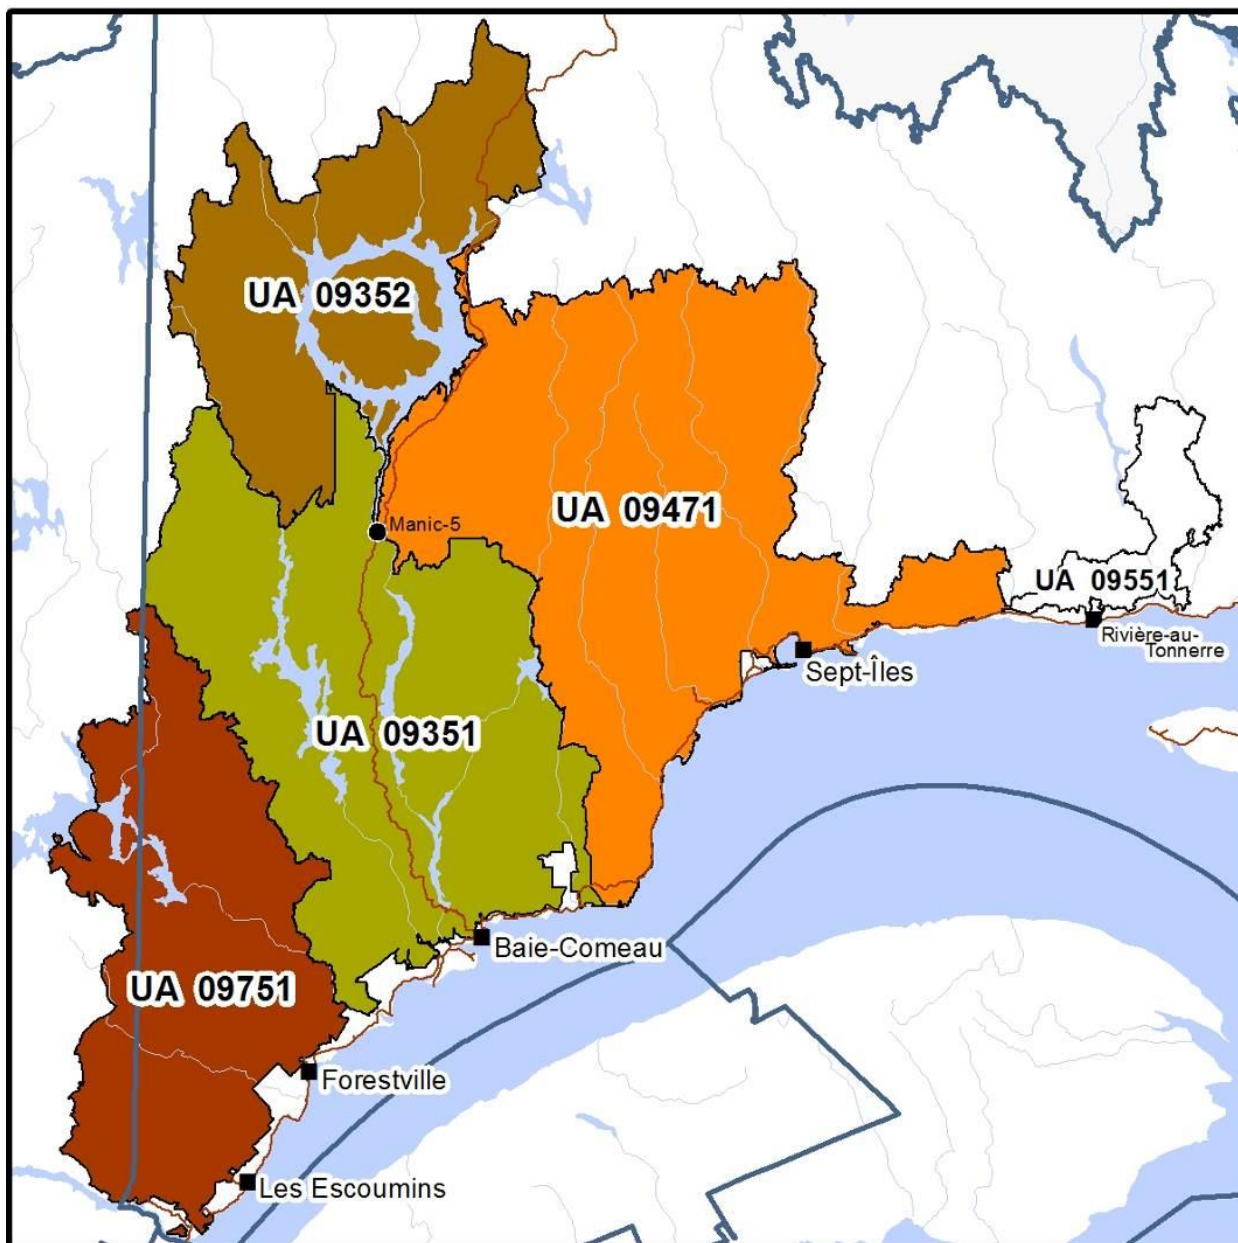 UA 09352
UA 09471
Manic-5
UA 09551
Rivière-au-
Tonnerre
Sept-Îles
UA 09351
Baie-Comeau
UA 09751
Forestville
Les Escoumins